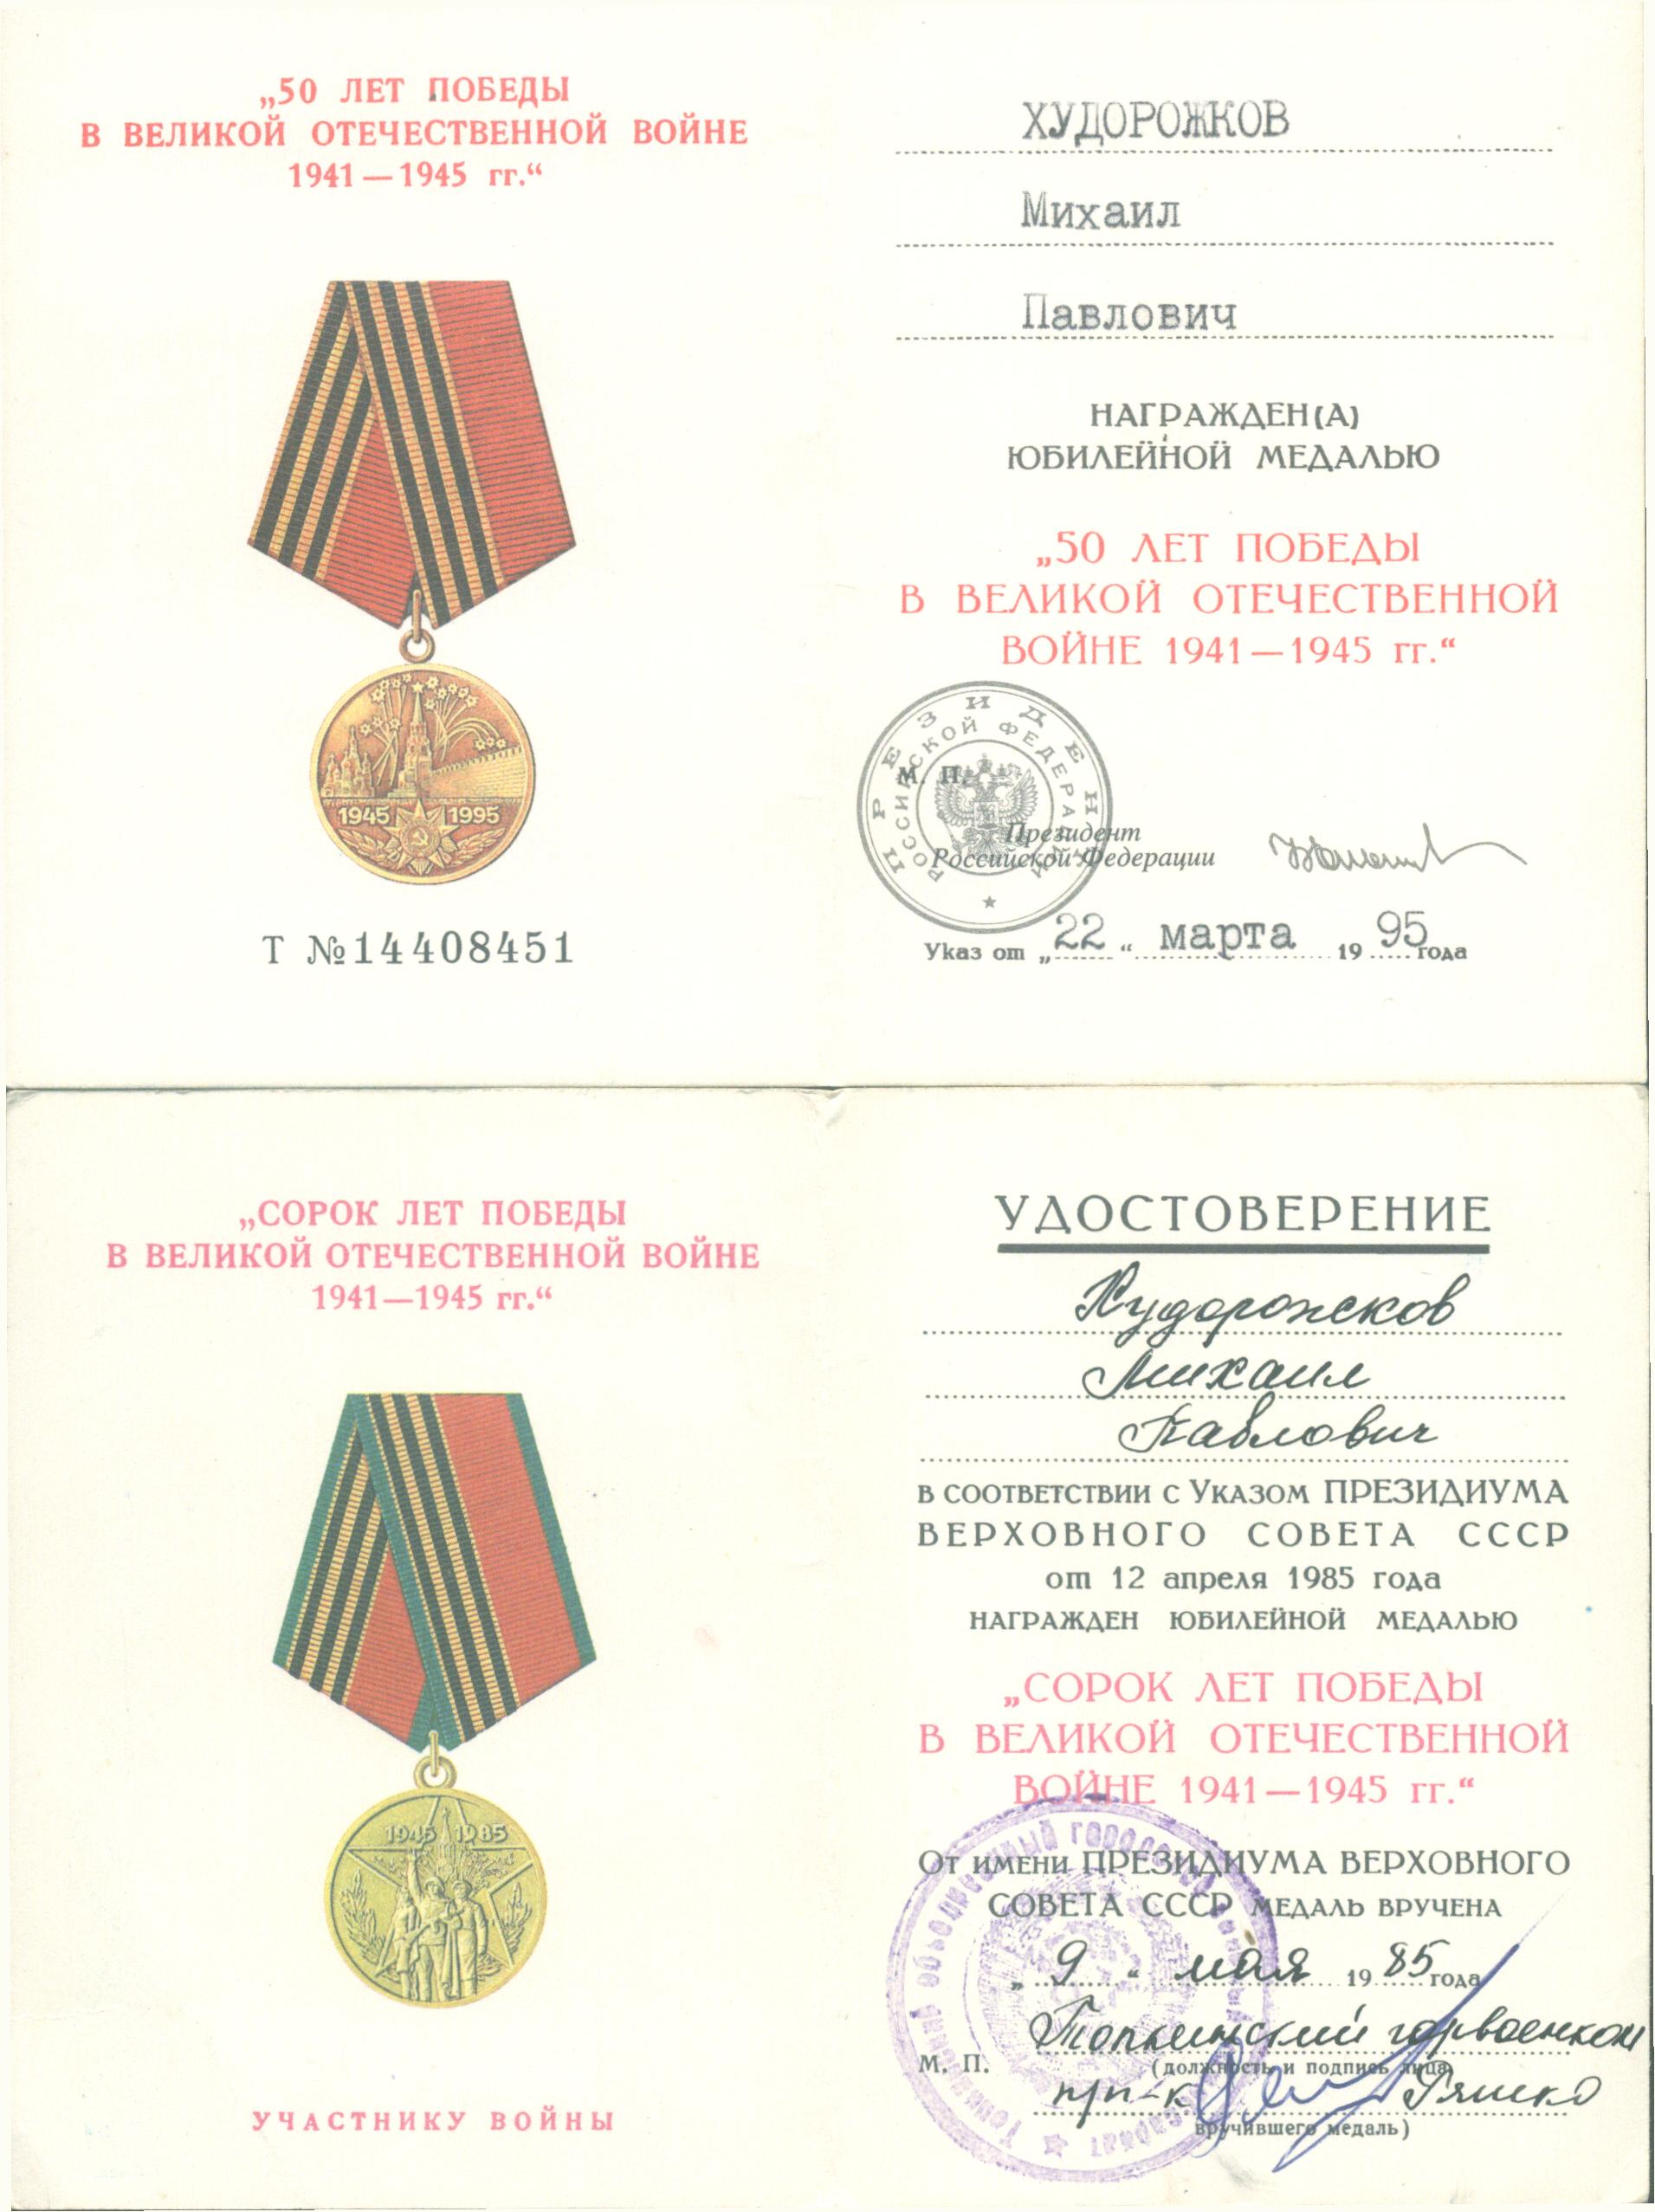 „50 ЛЕТ ПОБЕДЫ
В ВЕЛИКОЙ ОТЕЧЕСТВЕННОЙ ВОЙНЕ
1941—1945 гг.“
1945 1995
Т №14408451
ХУДОРОЖКОВ
Михаил
Павлович
НАГРАЖДЕН(А)
ЮБИЛЕЙНОЙ МЕДАЛЬЮ
„50 ЛЕТ ПОБЕДЫ
В ВЕЛИКОЙ ОТЕЧЕСТВЕННОЙ
ВОЙНЕ 1941—1945 гг.“
ПРЕЗИДЕНТ
РОССИЙСКОЙ ФЕДЕРАЦИИ
М. П.
Президент
Российской Федерации
Указ от „22“ марта 1995 года
„СОРОК ЛЕТ ПОБЕДЫ
В ВЕЛИКОЙ ОТЕЧЕСТВЕННОЙ ВОЙНЕ
1941—1945 гг.“
1945 1985
УЧАСТНИКУ ВОЙНЫ
УДОСТОВЕРЕНИЕ
Худорожков
Михаил
Павлович
В СООТВЕТСТВИИ С УКАЗОМ ПРЕЗИДИУМА
ВЕРХОВНОГО СОВЕТА СССР
от 12 апреля 1985 года
НАГРАЖДЕН ЮБИЛЕЙНОЙ МЕДАЛЬЮ
„СОРОК ЛЕТ ПОБЕДЫ
В ВЕЛИКОЙ ОТЕЧЕСТВЕННОЙ
ВОЙНЕ 1941—1945 гг.“
ОТ ИМЕНИ ПРЕЗИДИУМА ВЕРХОВНОГО
СОВЕТА СССР МЕДАЛЬ ВРУЧЕНА
„9“ мая 1985 года
Топкинский горвоенком
М. П.
(должность и подпись лица,
прп-к Ряшко
вручившего медаль)